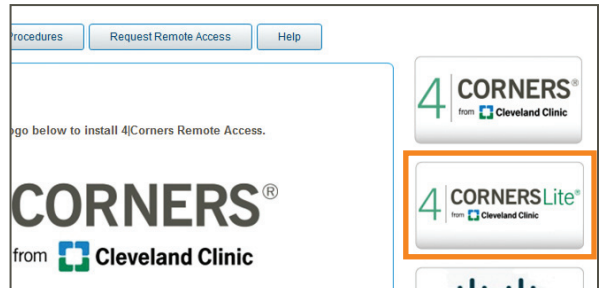 Procedures
Request Remote Access
Help
logo below to install 4|Corners Remote Access.
CORNERS®
from Cleveland Clinic
4|CORNERS®
from Cleveland Clinic
4|CORNERSLite®
from Cleveland Clinic